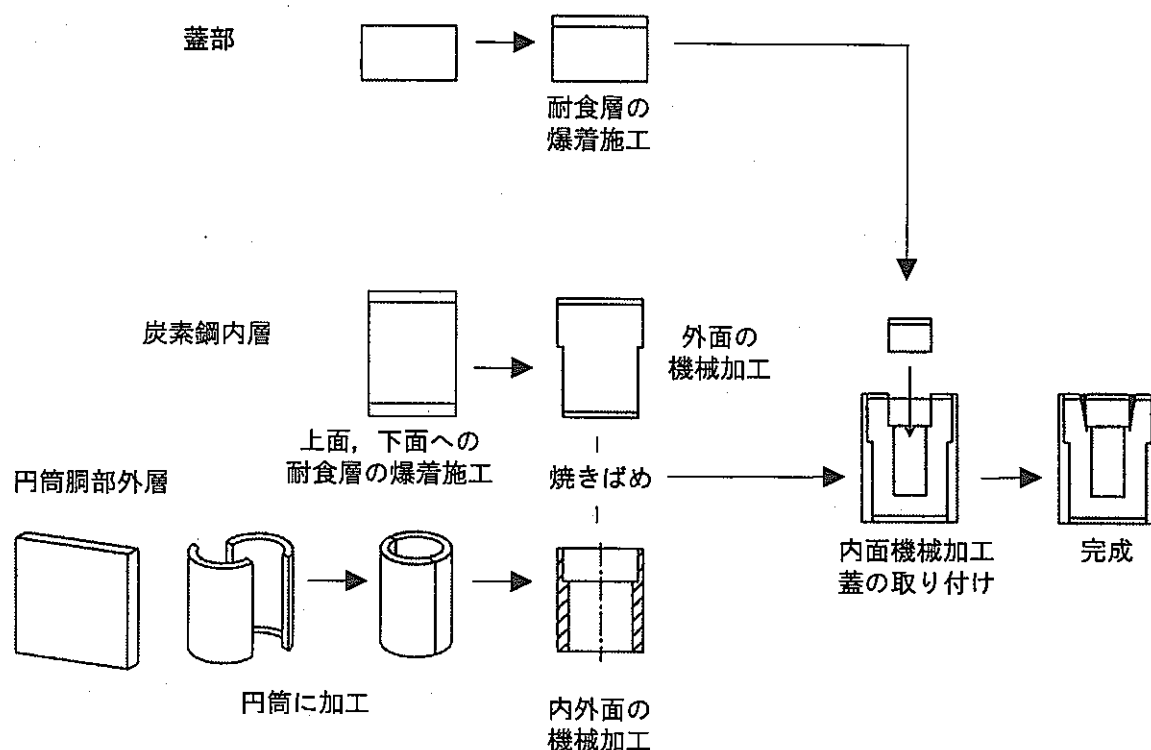 蓋部
耐食層の
爆着施工
炭素鋼内層
外面の
機械加工
上面，下面への
耐食層の爆着施工
円筒胴部外層
焼きばめ
内面機械加工
蓋の取り付け
完成
円筒に加工
内外面の
機械加工